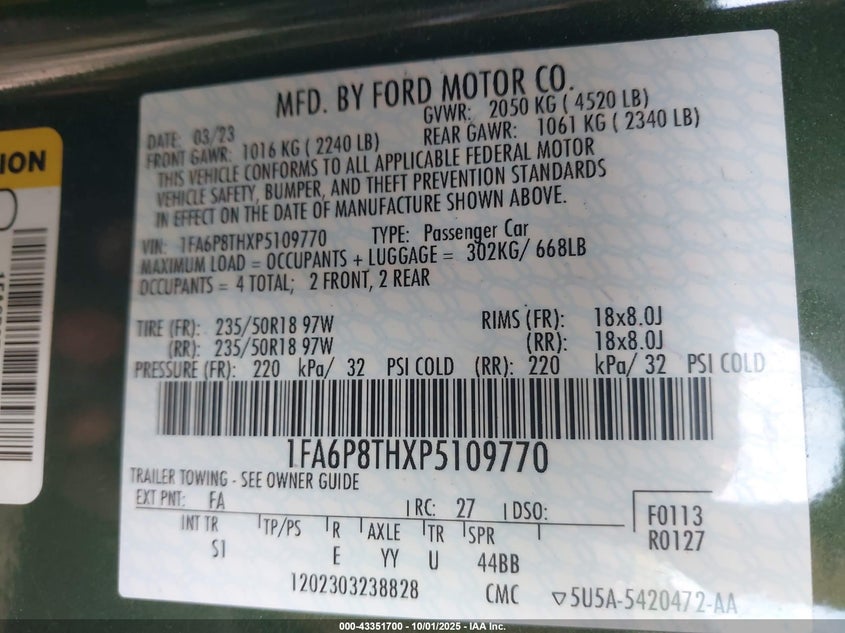 MFD. BY FORD MOTOR CO.
DATE: 03/23 GVWR: 2050 KG ( 4520 LB)
FRONT GAWR: 1016 KG ( 2240 LB) REAR GAWR: 1061 KG ( 2340 LB)
THIS VEHICLE CONFORMS TO ALL APPLICABLE FEDERAL MOTOR
VEHICLE SAFETY, BUMPER, AND THEFT PREVENTION STANDARDS
IN EFFECT ON THE DATE OF MANUFACTURE SHOWN ABOVE.
VIN: 1FA6P8THXP5109770 TYPE: Passenger Car
MAXIMUM LOAD = OCCUPANTS + LUGGAGE = 302KG/ 668LB
OCCUPANTS = 4 TOTAL; 2 FRONT, 2 REAR
TIRE (FR): 235/50R18 97W RIMS (FR): 18x8.0J
(RR): 235/50R18 97W (RR): 18x8.0J
PRESSURE (FR): 220 kPa/ 32 PSI COLD (RR): 220 kPa/ 32 PSI COLD
1FA6P8THXP5109770
TRAILER TOWING - SEE OWNER GUIDE
EXT PNT: FA RC: 27 DSO: F0113
INT TR TP/PS R AXLE TR SPR R0127
S1 E YY U 44BB
1202303238828 CMC 5U5A-5420472-AA
ION
000-43351700 - 10/01/2025 - IAA Inc.